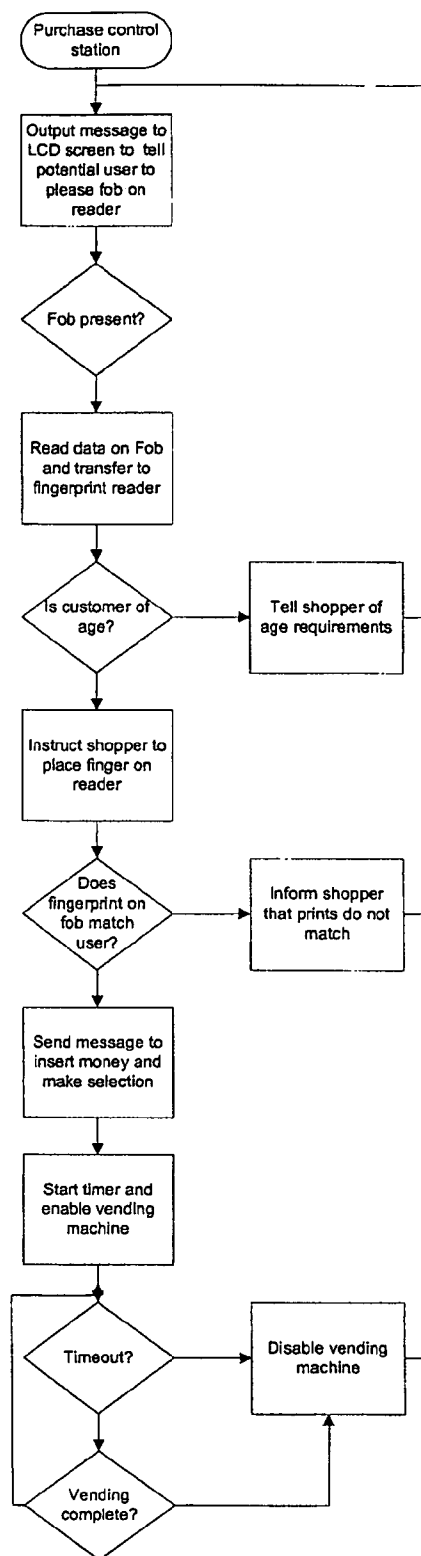 Purchase control
station
Output message to
LCD screen to tell
potential user to
please fob on
reader
Fob present?
Read data on Fob
and transfer to
fingerprint reader
Is customer of
age?
Tell shopper of
age requirements
Instruct shopper to
place finger on
reader
Does
fingerprint on
fob match
user?
Inform shopper
that prints do not
match
Send message to
insert money and
make selection
Start timer and
enable vending
machine
Timeout?
Disable vending
machine
Vending
complete?